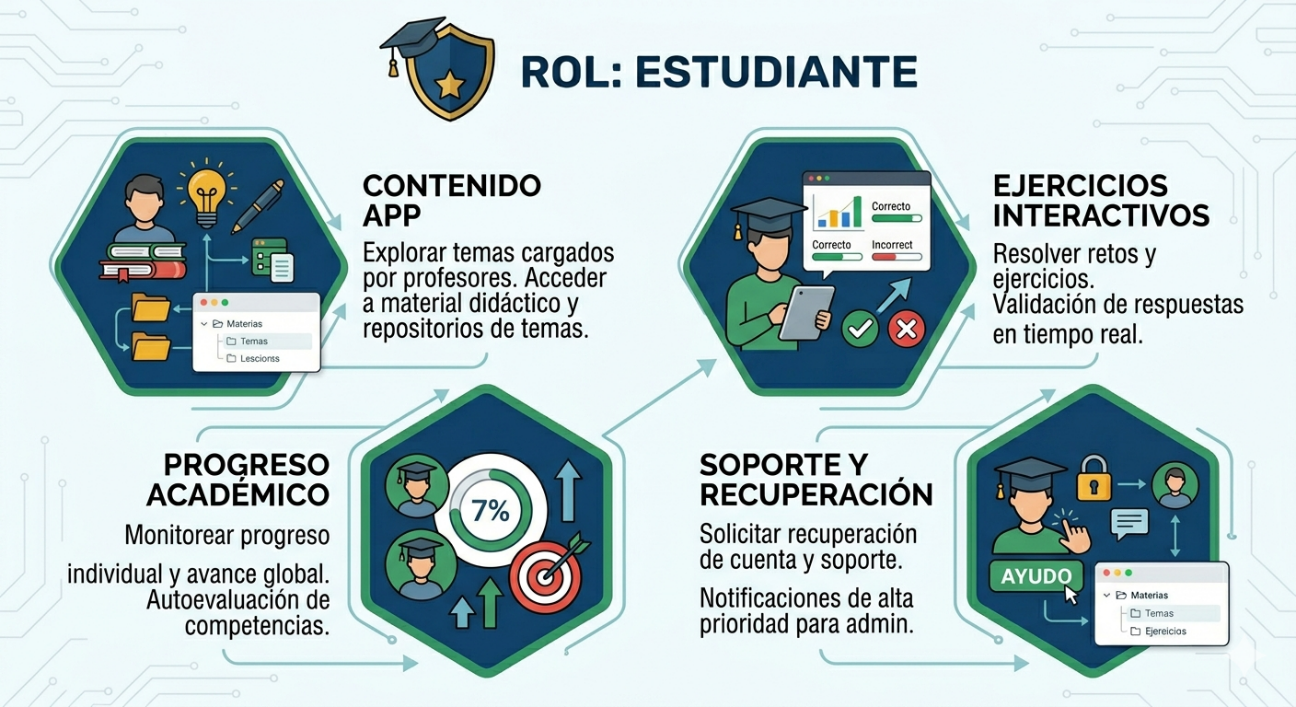 ROL: ESTUDIANTE
CONTENIDO
APP
Explorar temas cargados
por profesores. Acceder
a material didáctico y
repositorios de temas.
Materias
Temas
Lescionss
EJERCICIOS
INTERACTIVOS
Resolver retos y
ejercicios.
Validación de respuestas
en tiempo real.
Correcto
Correcto
Incorrect
PROGRESO
ACADÉMICO
Monitorear progreso
individual y avance global.
Autoevaluación de
competencias.
7%
SOPORTE Y
RECUPERACIÓN
Solicitar recuperación
de cuenta y soporte.
Notificaciones de alta
prioridad para admin.
AYUDO
Materias
Temas
Ejereicios